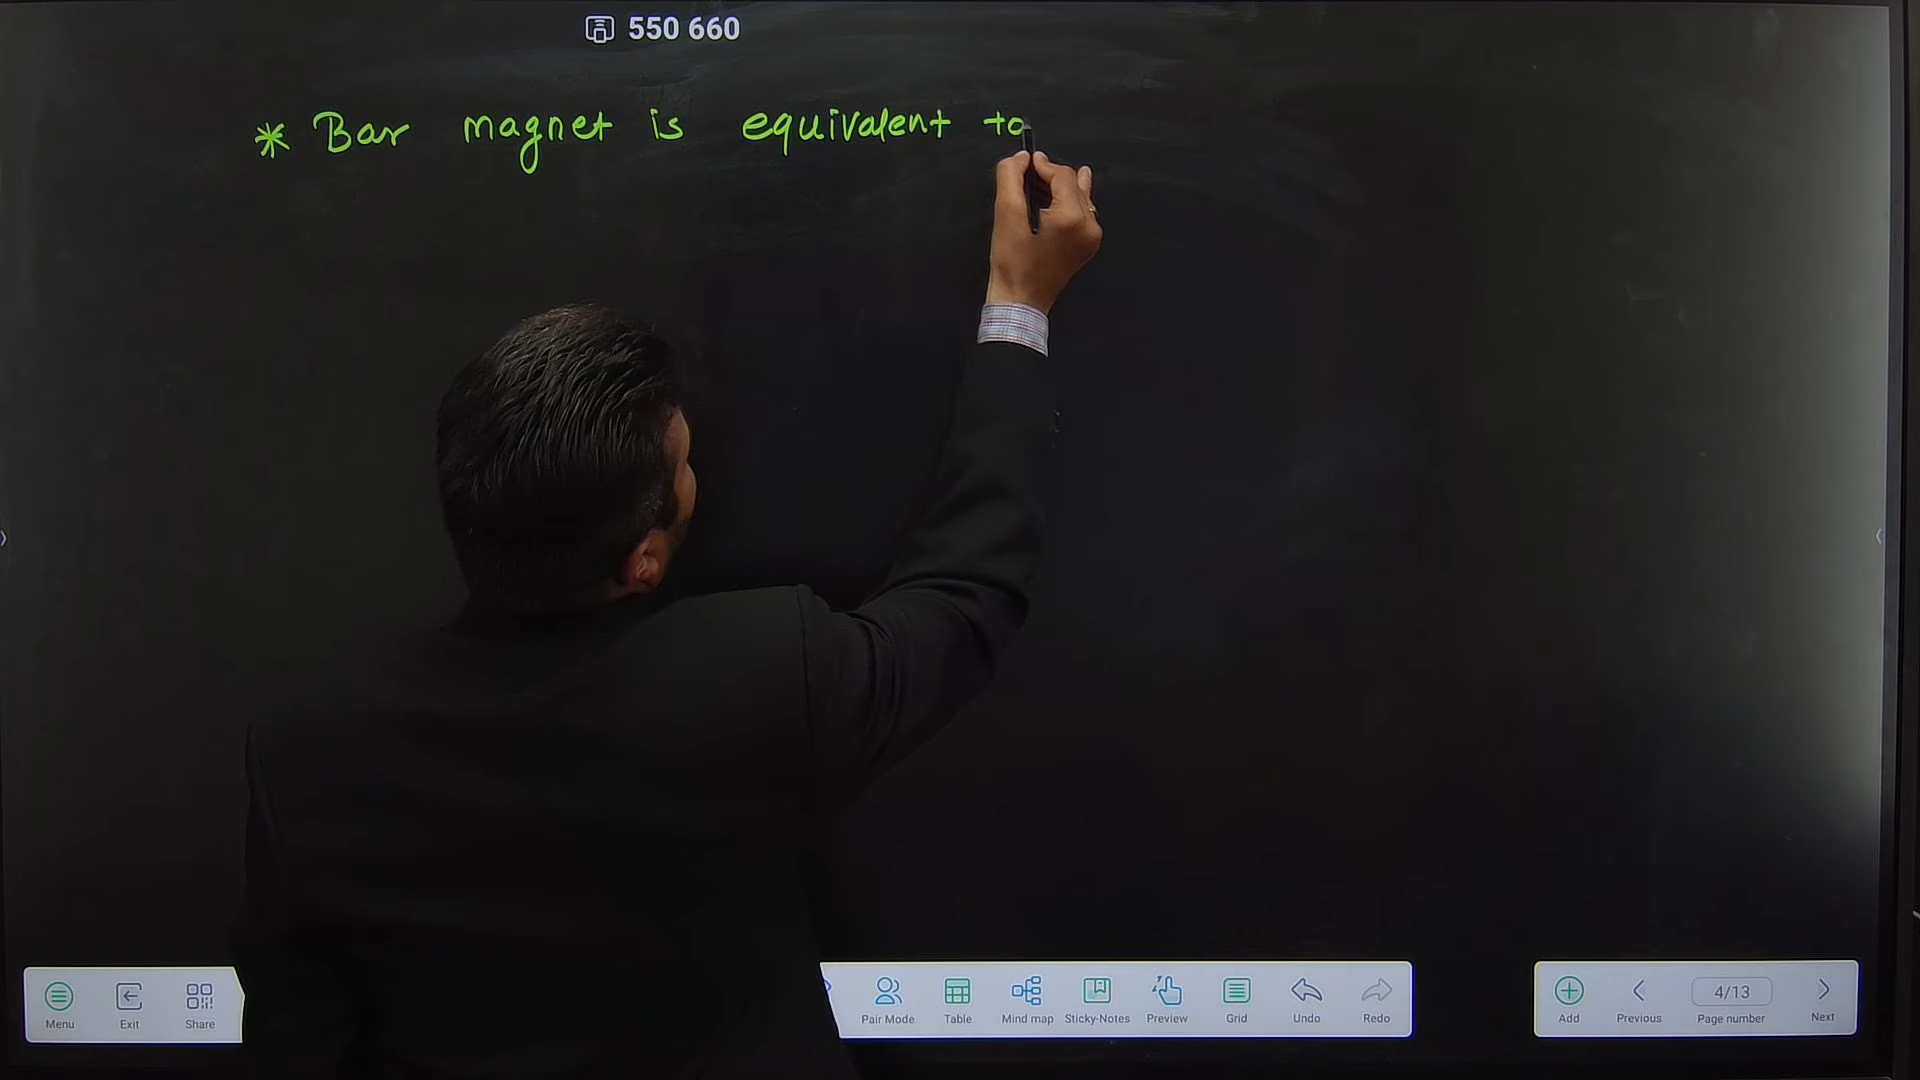 550 660
* Bar magnet is equivalent to
Menu Exit Share Pair Mode Table Mind map Sticky-Notes Preview Grid Undo Redo Add Previous 4/13 Page number Next